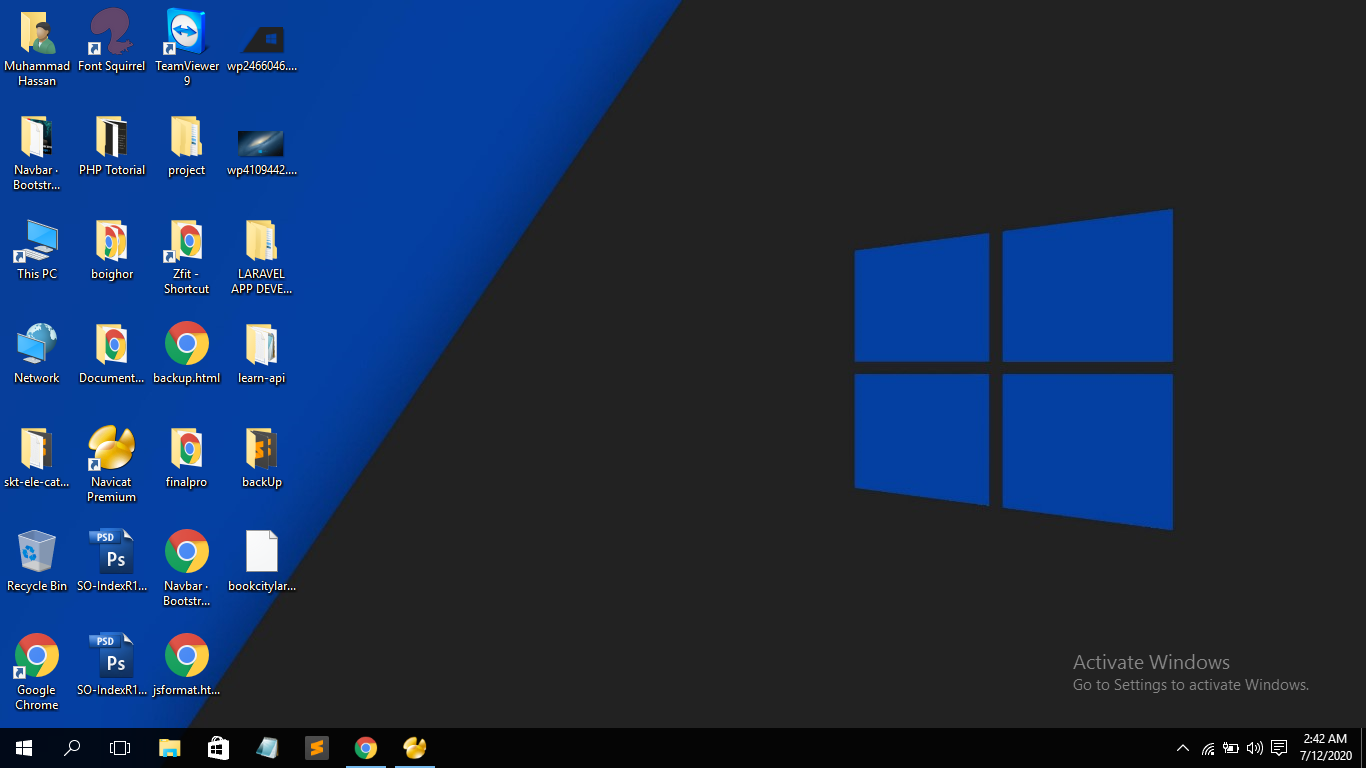 Muhammad
Hassan
Font Squirrel
TeamViewer
9
wp2466046....
Navbar ·
Bootstr...
PHP Totorial
project
wp4109442....
This PC
boighor
Zfit -
Shortcut
LARAVEL
APP DEVE...
Network
Document...
backup.html
learn-api
skt-ele-cat...
Navicat
Premium
finalpro
backUp
Recycle Bin
PSD
Ps
SO-IndexR1...
Navbar ·
Bootstr...
bookcitylar...
Google
Chrome
PSD
Ps
SO-IndexR1...
jsformat.ht...
Activate Windows
Go to Settings to activate Windows.
2:42 AM
7/12/2020